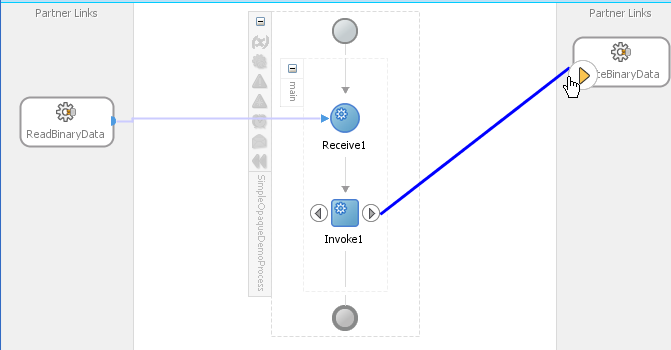 Partner Links
Partner Links
ReadBinaryData
main
Receive1
Invoke1
SimpleOpaqueDemoProcess